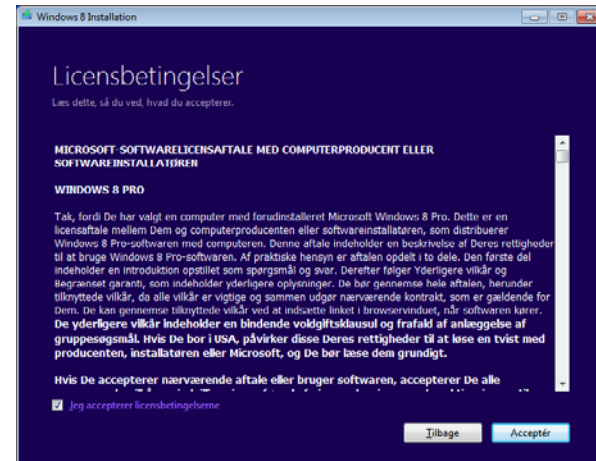 Windows 8 Installation
Licensbetingelser
Læs dette, så du ved, hvad du accepterer.
MICROSOFT-SOFTWARELICENSAFTALE MED COMPUTERPRODUCENT ELLER
SOFTWAREINSTALLATØREN
WINDOWS 8 PRO
Tak, fordi De har valgt en computer med forudinstalleret Microsoft Windows 8 Pro. Dette er en
licensaftale mellem Dem og computerproducenten eller softwareinstallatøren, som distribuerer
Windows 8 Pro-softwaren med computeren. Denne aftale indeholder en beskrivelse af Deres rettigheder
til at bruge Windows 8 Pro-softwaren. Af praktiske hensyn er aftalen opdelt i to dele. Den første del
indeholder en introduktion opstillet som spørgsmål og svar. Derefter følger Yderligere vilkår og
Begrænset garanti, som indeholder yderligere oplysninger. De bør gennemse hele aftalen, herunder
tilknyttede vilkår, da alle vilkår er vigtige og sammen udgør nærværende kontrakt, som er gældende for
Dem. De kan gennemse tilknyttede vilkår ved at indsætte linket i browservinduet, når softwaren kører.
De yderligere vilkår indeholder en bindende voldgiftsklausul og frafald af anlæggelse af
gruppesøgsmål. Hvis De bor i USA, påvirker disse Deres rettigheder til at løse en tvist med
producenten, installatøren eller Microsoft, og De bør læse dem grundigt.
Hvis De accepterer nærværende aftale eller bruger softwaren, accepterer De alle
Jeg accepterer licensbetingelserne
Tilbage
Acceptér